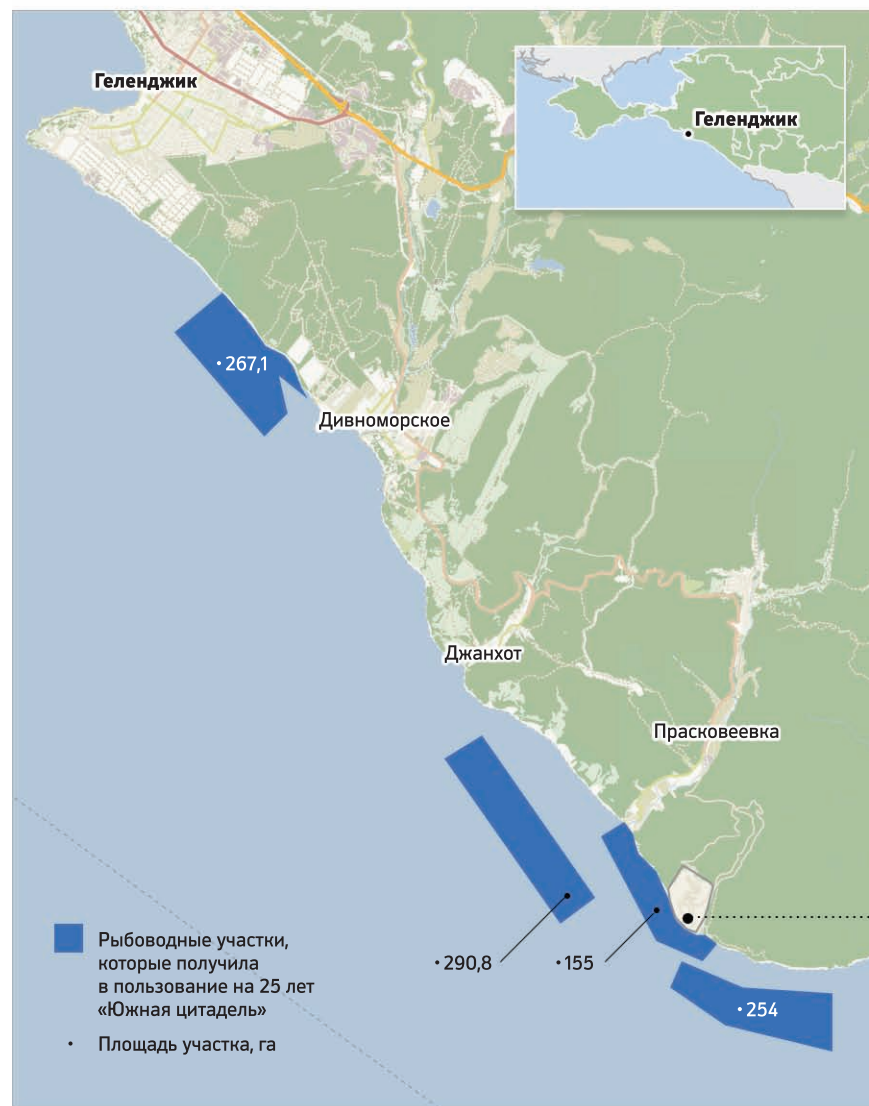 Геленджик
Геленджик
• 267,1
Дивноморское
Джанхот
Прасковеевка
• 290,8
• 155
• 254
Рыбоводные участки,
которые получила
в пользование на 25 лет
«Южная цитадель»
• Площадь участка, га